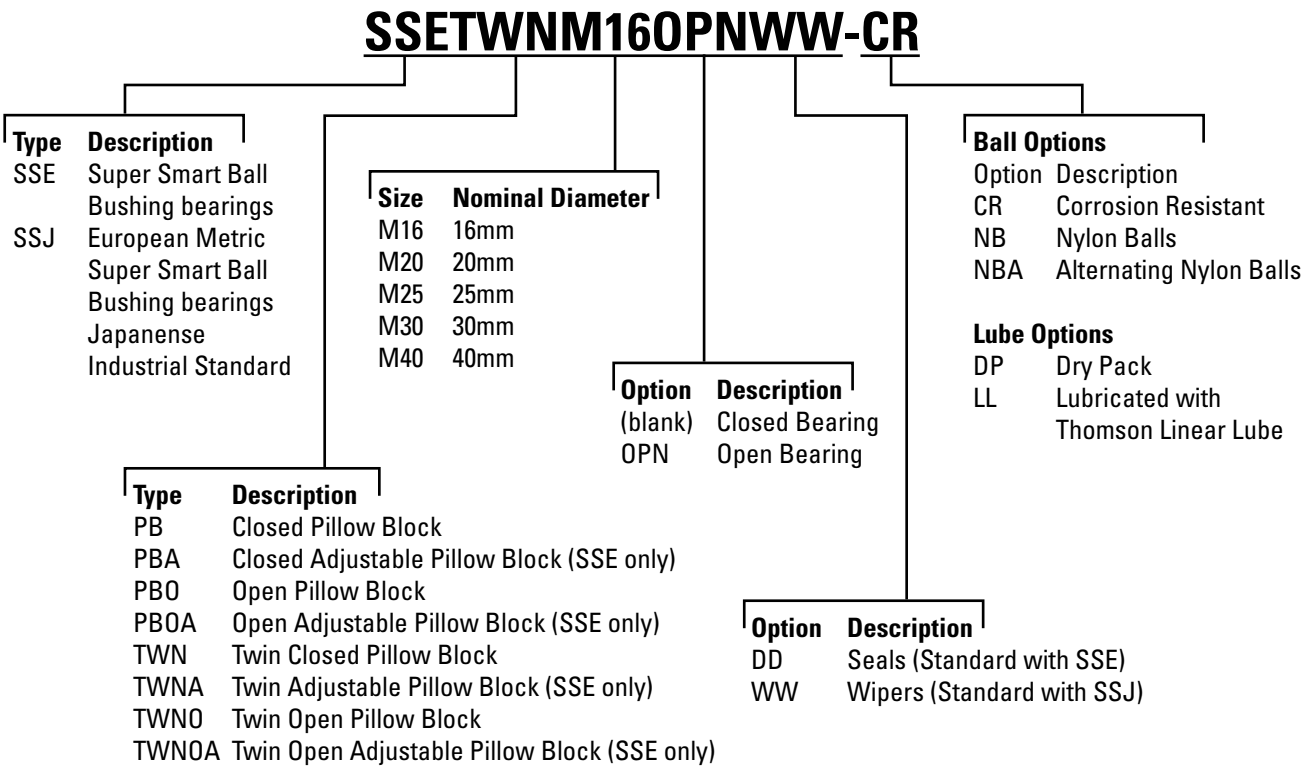 SSETWNM16OPNWW-CR
Type Description
SSE Super Smart Ball
Bushing bearings
SSJ European Metric
Super Smart Ball
Bushing bearings
Japanense
Industrial Standard
Size Nominal Diameter
M16 16mm
M20 20mm
M25 25mm
M30 30mm
M40 40mm
Ball Options
Option Description
CR Corrosion Resistant
NB Nylon Balls
NBA Alternating Nylon Balls
Lube Options
DP Dry Pack
LL Lubricated with
Thomson Linear Lube
Option Description
(blank) Closed Bearing
OPN Open Bearing
Type Description
PB Closed Pillow Block
PBA Closed Adjustable Pillow Block (SSE only)
PBO Open Pillow Block
PBOA Open Adjustable Pillow Block (SSE only)
TWN Twin Closed Pillow Block
TWNA Twin Adjustable Pillow Block (SSE only)
TWNO Twin Open Pillow Block
TWNOA Twin Open Adjustable Pillow Block (SSE only)
Option Description
DD Seals (Standard with SSE)
WW Wipers (Standard with SSJ)